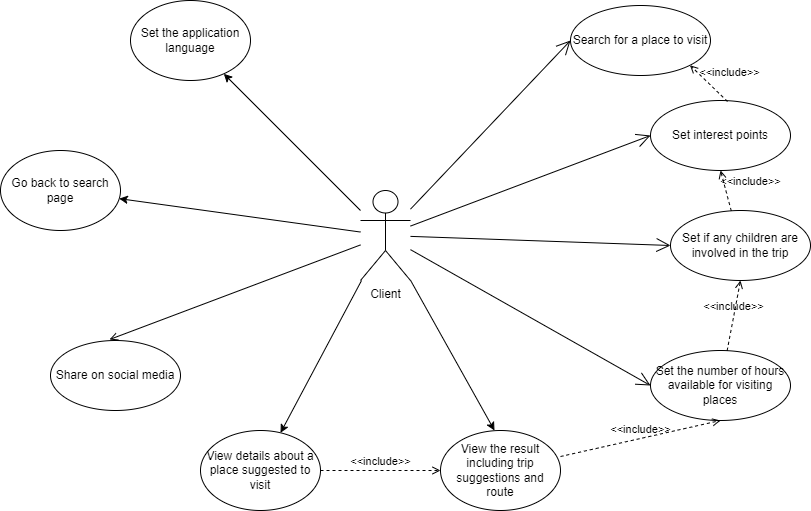 Set the application
language
Search for a place to visit
<<include>>
Set interest points
<<include>>
Go back to search
page
Set if any children are
involved in the trip
Client
<<include>>
Share on social media
Set the number of hours
available for visiting
places
<<include>>
View details about a
place suggested to
visit
<<include>>
View the result
including trip
suggestions and
route